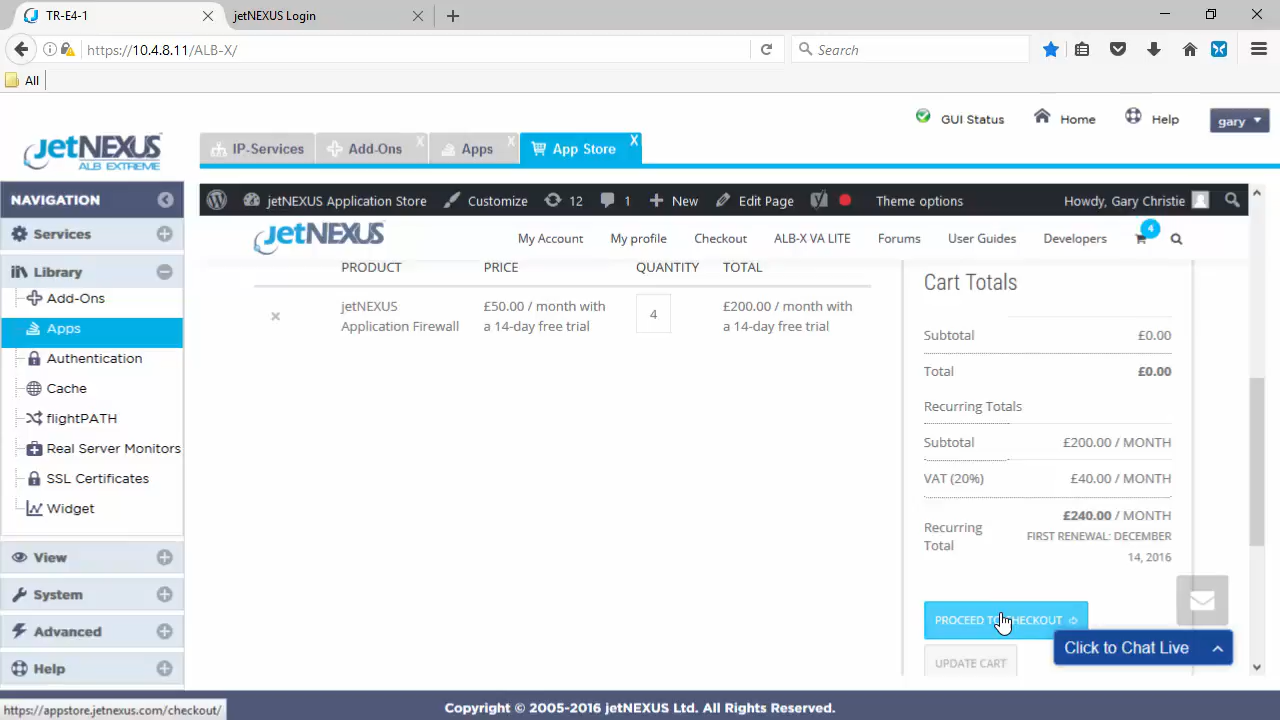 TR-E4-1
jetNEXUS Login
https://10.4.8.11/ALB-X/
Search
All
GUI Status
Home
Help
gary
jetNEXUS
ALB EXTREME
IP-Services
Add-Ons
X
Apps
X
App Store
X
NAVIGATION
Services
Library
Add-Ons
Apps
Authentication
Cache
flightPATH
Real Server Monitors
SSL Certificates
Widget
View
System
Advanced
Help
jetNEXUS Application Store
Customize
12
1
New
Edit Page
Theme options
Howdy, Gary Christie
jetNEXUS
My Account
My profile
Checkout
ALB-X VA LITE
Forums
User Guides
Developers
4
PRODUCT
PRICE
QUANTITY
TOTAL
×
jetNEXUS
Application Firewall
£50.00 / month with
a 14-day free trial
4
£200.00 / month with
a 14-day free trial
Cart Totals
Subtotal £0.00
Total £0.00
Recurring Totals
Subtotal £200.00 / MONTH
VAT (20%) £40.00 / MONTH
Recurring
Total
£240.00 / MONTH
FIRST RENEWAL: DECEMBER
14, 2016
PROCEED TO CHECKOUT
UPDATE CART
Click to Chat Live
https://appstore.jetnexus.com/checkout/
Copyright © 2005-2016 jetNEXUS Ltd. All Rights Reserved.